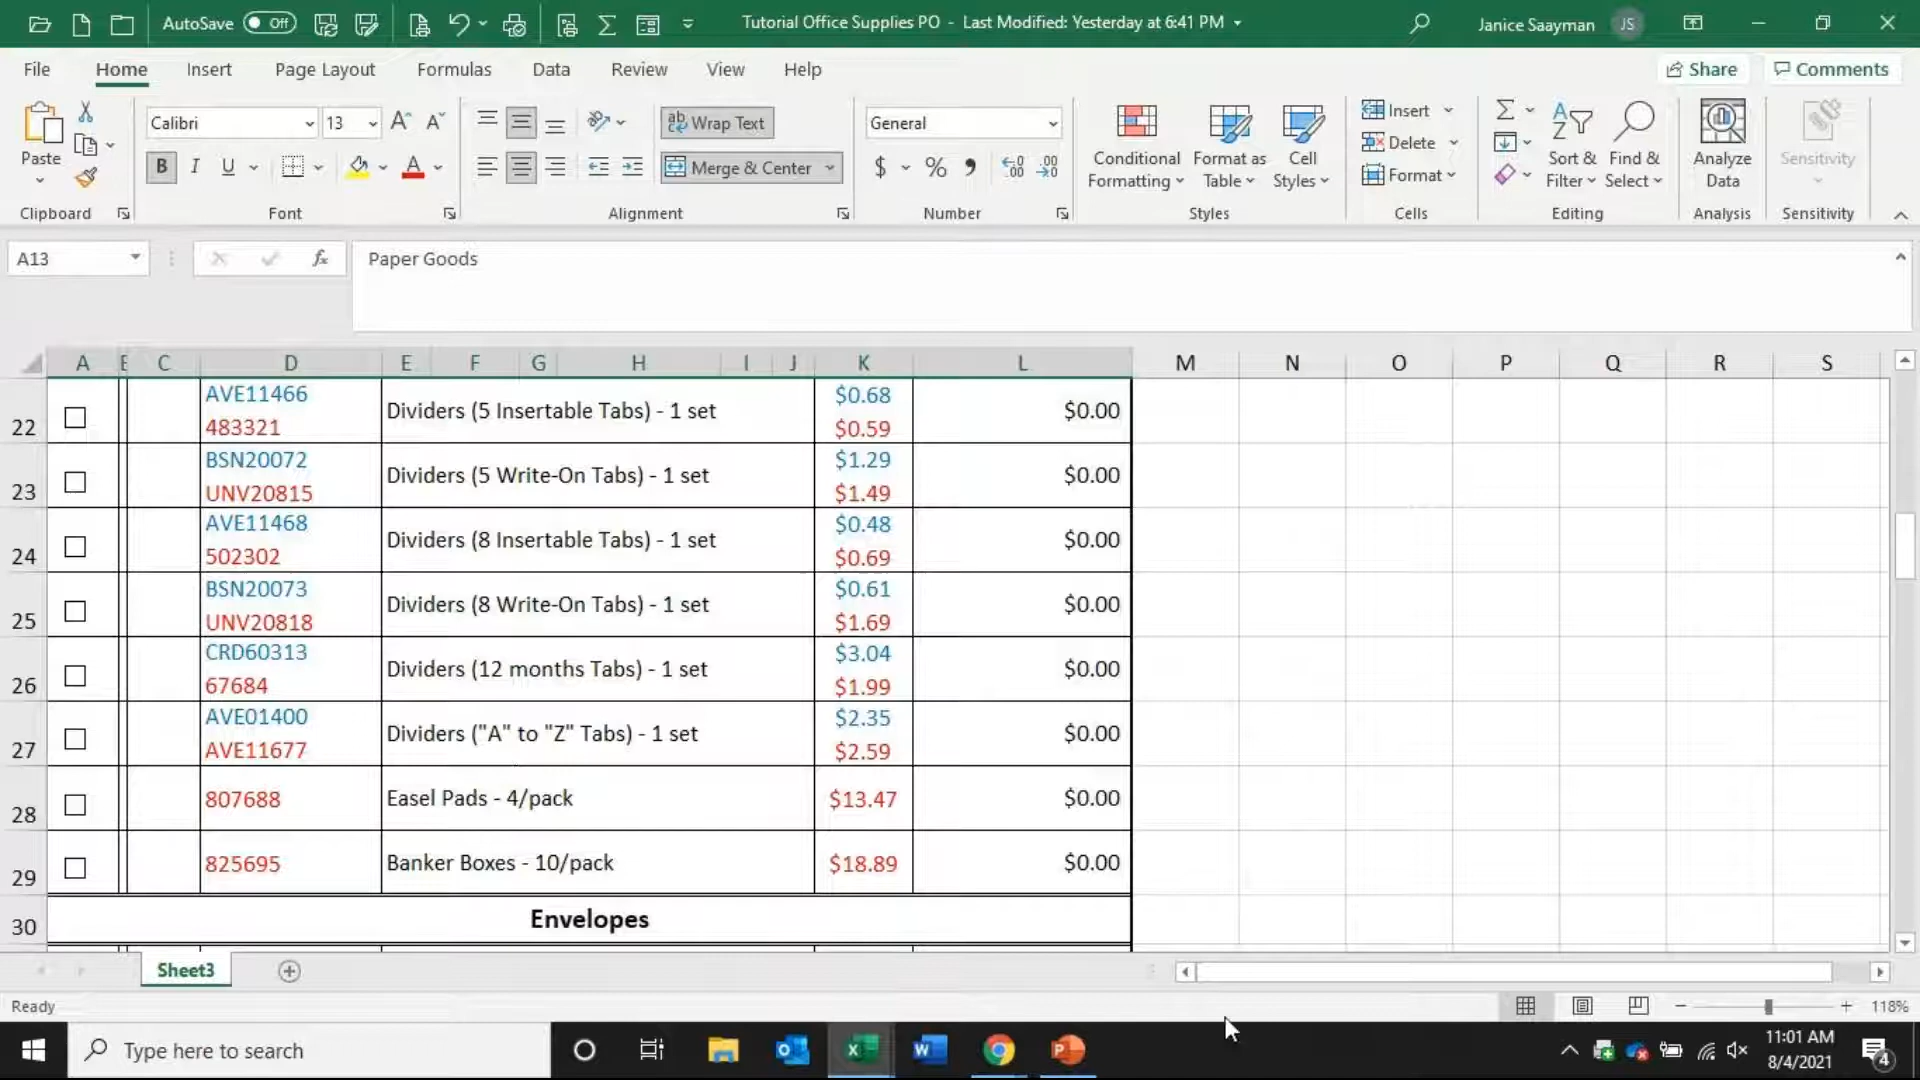 AutoSave Off
Tutorial Office Supplies PO - Last Modified: Yesterday at 6:41 PM
Janice Saayman JS
File Home Insert Page Layout Formulas Data Review View Help
Share Comments
Paste
Clipboard
Calibri 13
B I U
Font
Wrap Text
Merge & Center
Alignment
General
$ % ,
Number
Conditional Formatting
Format as Table
Cell Styles
Styles
Insert
Delete
Format
Cells
Sort & Filter
Find & Select
Editing
Analyze Data
Analysis
Sensitivity
Sensitivity
A13 fx Paper Goods
A C D E F G H I J K L M N O P Q R S
22 AVE11466 Dividers (5 Insertable Tabs) - 1 set $0.68 $0.00
483321 $0.59
23 BSN20072 Dividers (5 Write-On Tabs) - 1 set $1.29 $0.00
UNV20815 $1.49
24 AVE11468 Dividers (8 Insertable Tabs) - 1 set $0.48 $0.00
502302 $0.69
25 BSN20073 Dividers (8 Write-On Tabs) - 1 set $0.61 $0.00
UNV20818 $1.69
26 CRD60313 Dividers (12 months Tabs) - 1 set $3.04 $0.00
67684 $1.99
27 AVE01400 Dividers ("A" to "Z" Tabs) - 1 set $2.35 $0.00
AVE11677 $2.59
28 807688 Easel Pads - 4/pack $13.47 $0.00
29 825695 Banker Boxes - 10/pack $18.89 $0.00
30 Envelopes
Sheet3
Ready
118%
Type here to search
11:01 AM
8/4/2021
4